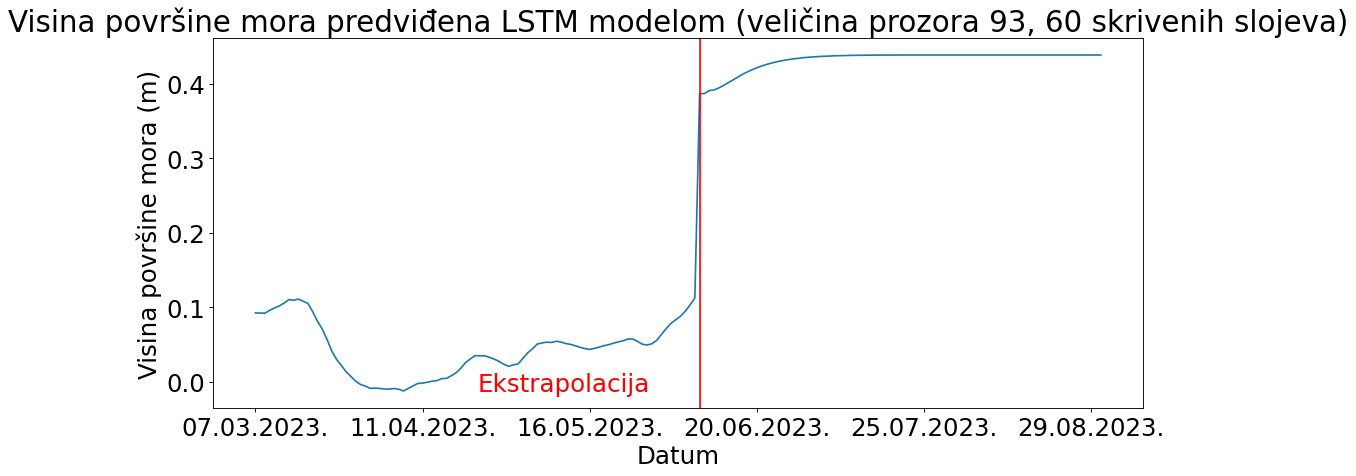 Visina površine mora predviđena LSTM modelom (veličina prozora 93, 60 skrivenih slojeva)
Visina površine mora (m)
0.4
0.3
0.2
0.1
0.0
Ekstrapolacija
07.03.2023. 11.04.2023. 16.05.2023. 20.06.2023. 25.07.2023. 29.08.2023.
Datum